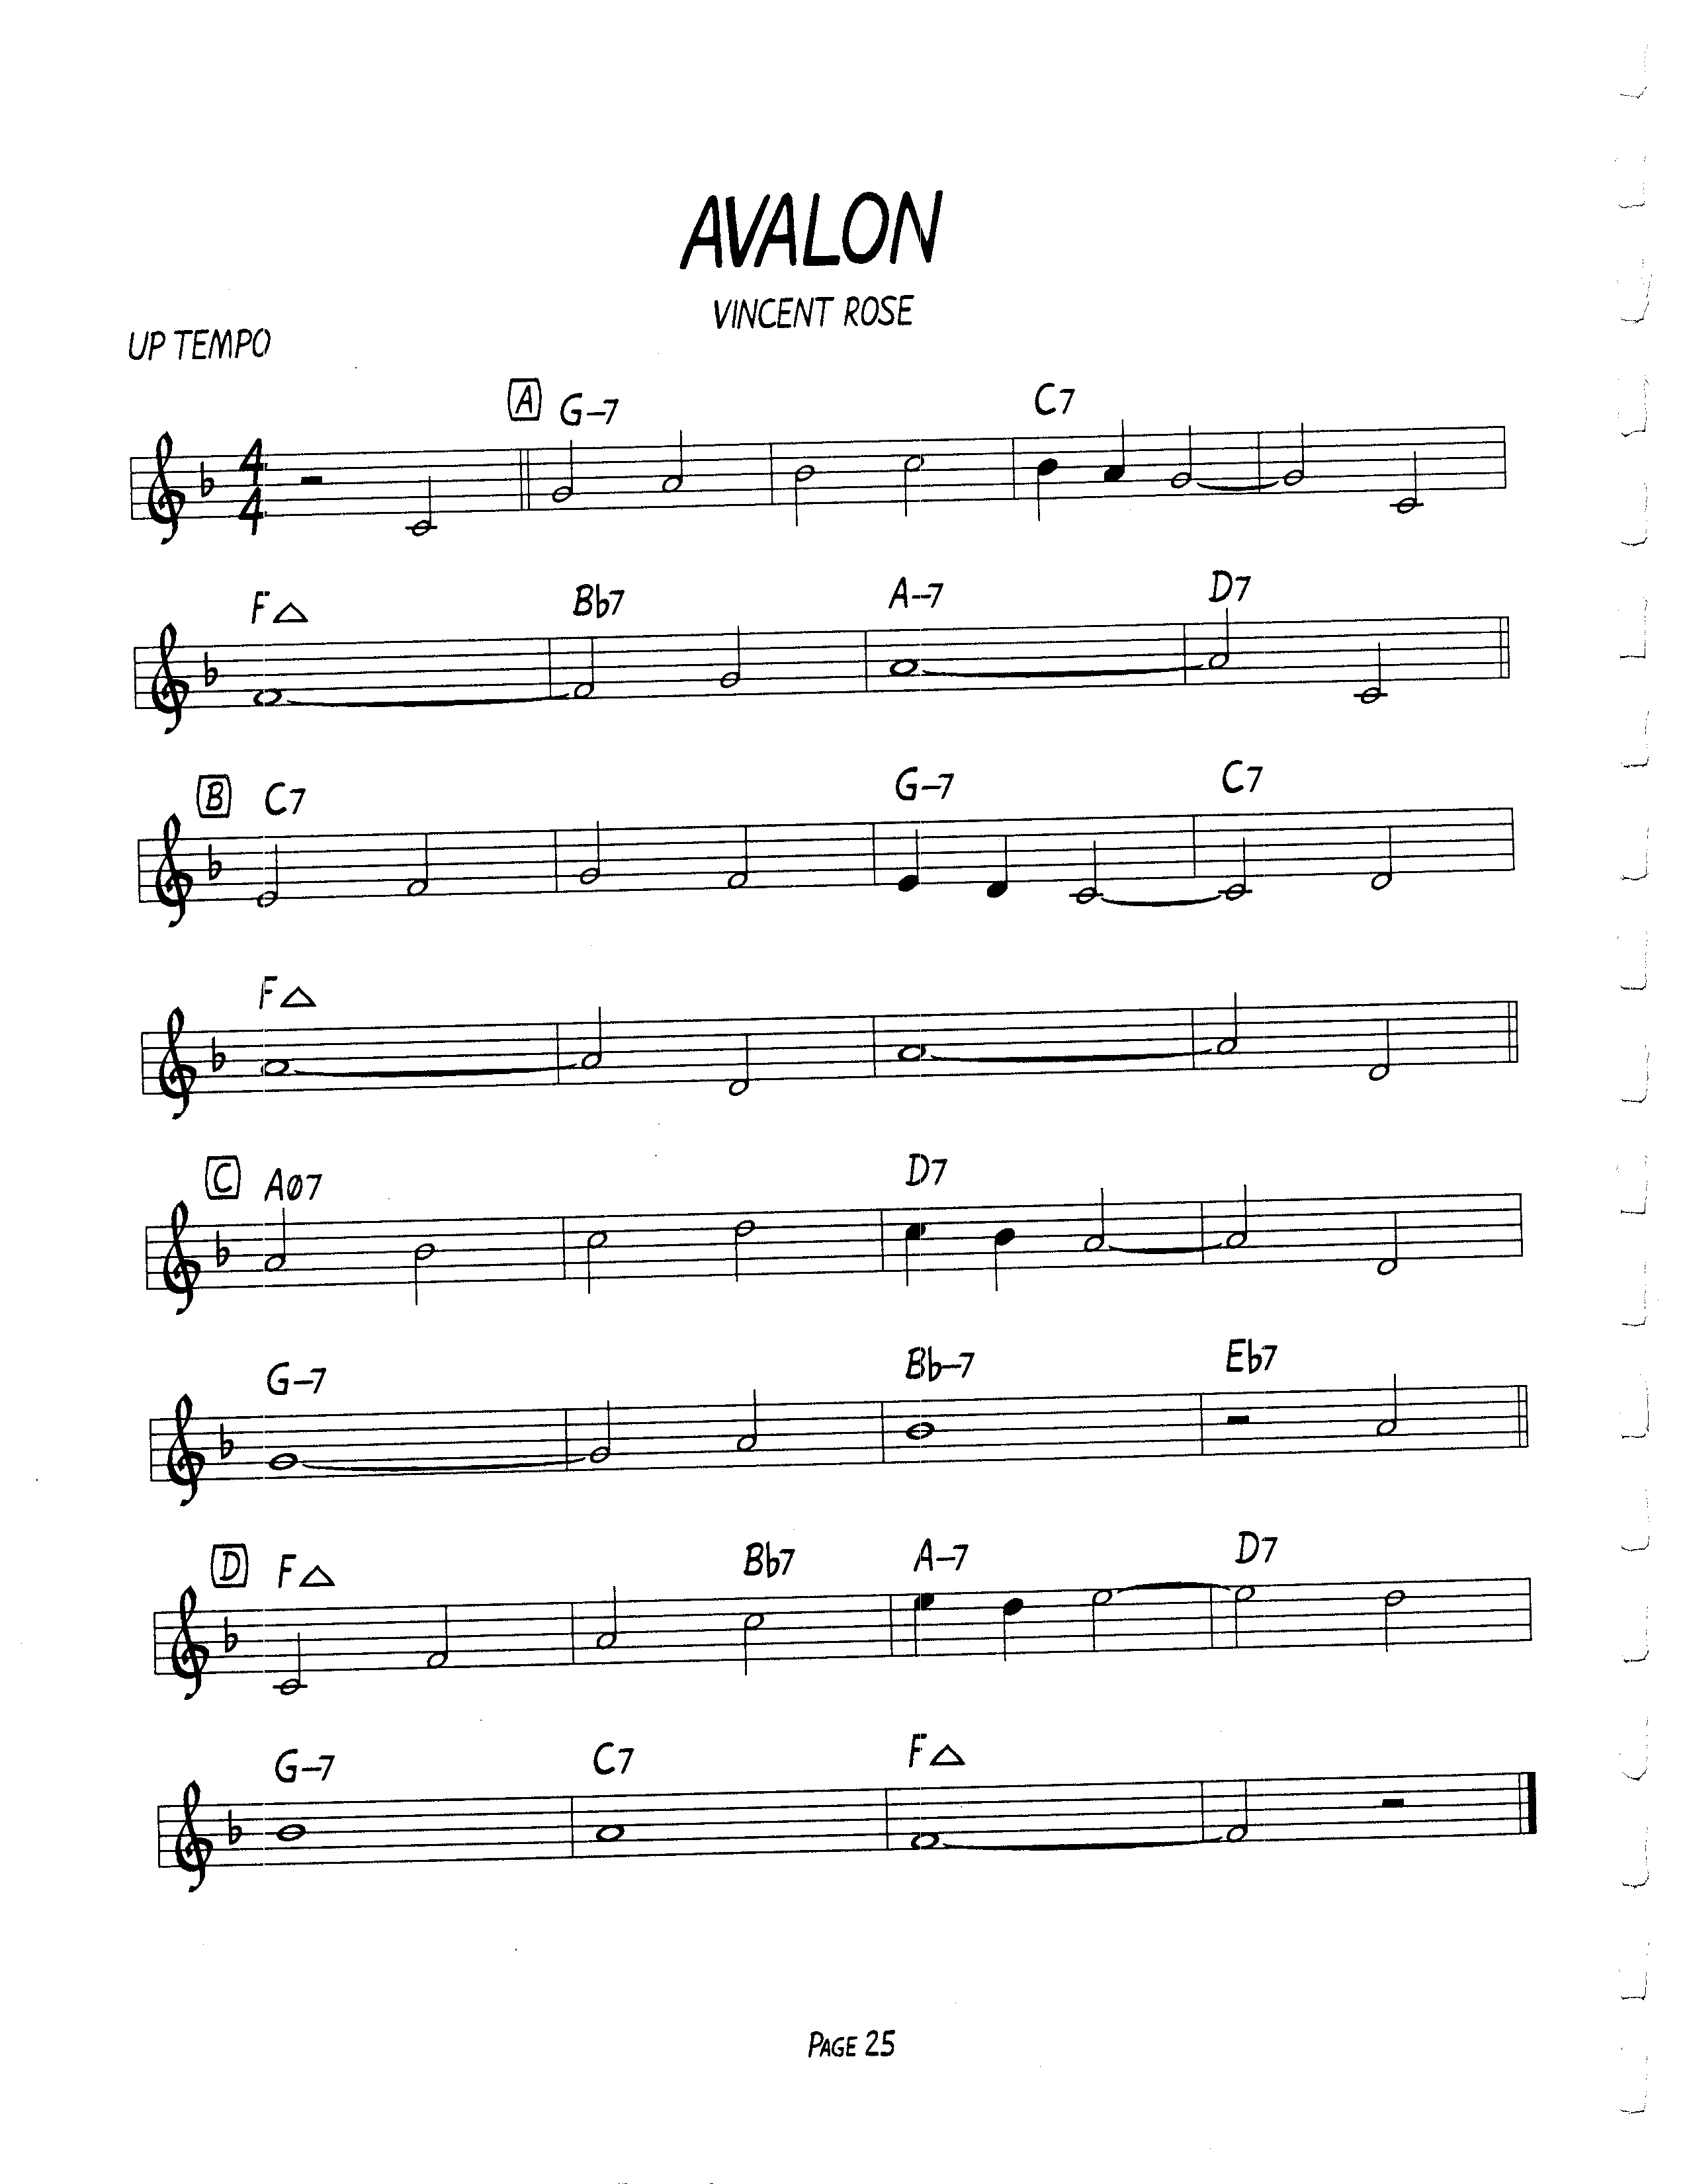 AVALON
VINCENT ROSE
UP TEMPO
A G-7 C7
4
4
F△ Bb7 A-7 D7
B C7 G-7 C7
F△
C Aø7 D7
G-7 Bb-7 Eb7
D F△ Bb7 A-7 D7
G-7 C7 F△
PAGE 25